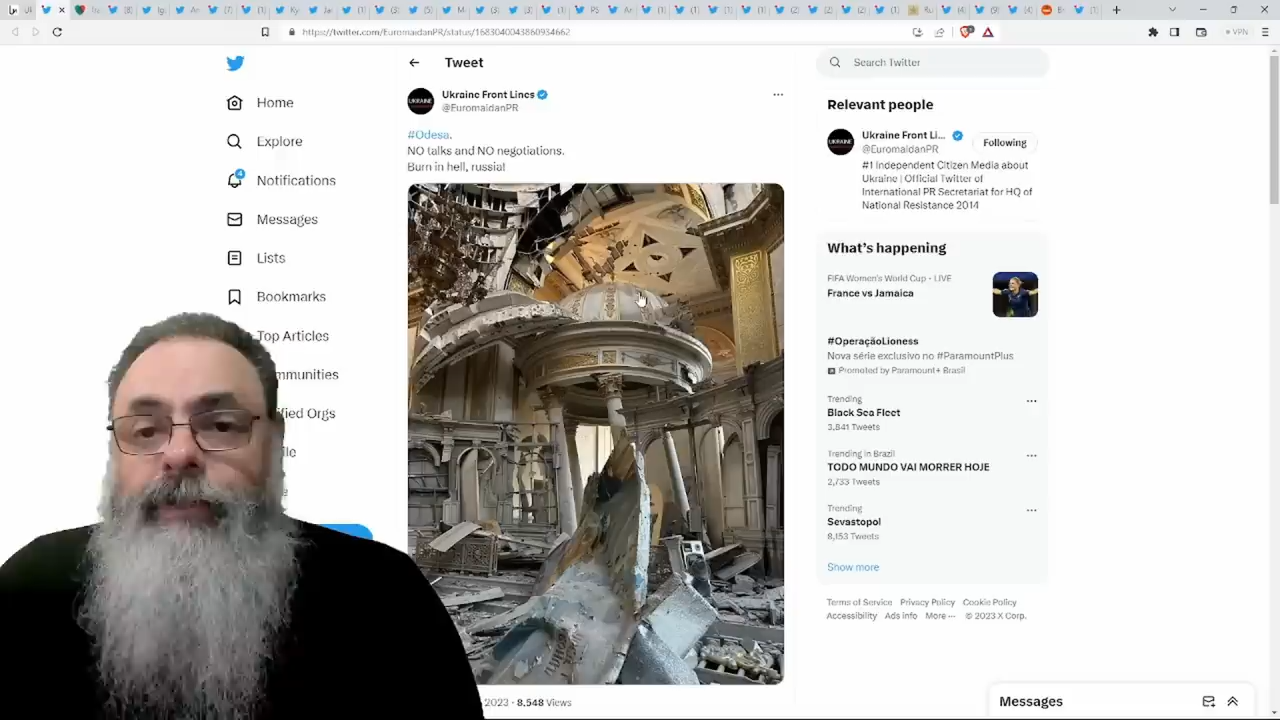 https://twitter.com/EuromaidanPR/status/1683040043860934662
VPN
Home
Explore
4
Notifications
Messages
Lists
Bookmarks
Top Articles
Tweet
Ukraine Front Lines
@EuromaidanPR
#Odesa.
NO talks and NO negotiations.
Burn in hell, russia!
2023 · 8,548 Views
Search Twitter
Relevant people
Ukraine Front Li...
@EuromaidanPR
Following
#1 Independent Citizen Media about
Ukraine | Official Twitter of
International PR Secretariat for HQ of
National Resistance 2014
What's happening
FIFA Women's World Cup · LIVE
France vs Jamaica
#OperaçãoLioness
Nova série exclusivo no #ParamountPlus
Promoted by Paramount+ Brasil
Trending
Black Sea Fleet
3,841 Tweets
Trending in Brazil
TODO MUNDO VAI MORRER HOJE
2,733 Tweets
Trending
Sevastopol
8,153 Tweets
Show more
Terms of Service Privacy Policy Cookie Policy
Accessibility Ads info More ··· © 2023 X Corp.
Messages